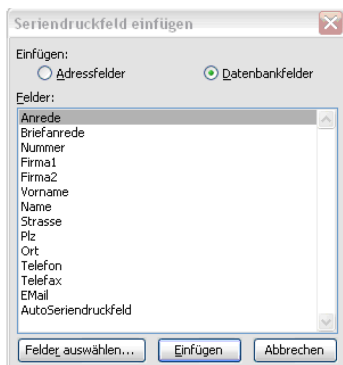 Seriendruckfeld einfügen
Einfügen:
Adressfelder Datenbankfelder
Felder:
Anrede
Briefanrede
Nummer
Firma1
Firma2
Vorname
Name
Strasse
Plz
Ort
Telefon
Telefax
EMail
AutoSeriendruckfeld
Felder auswählen... Einfügen Abbrechen